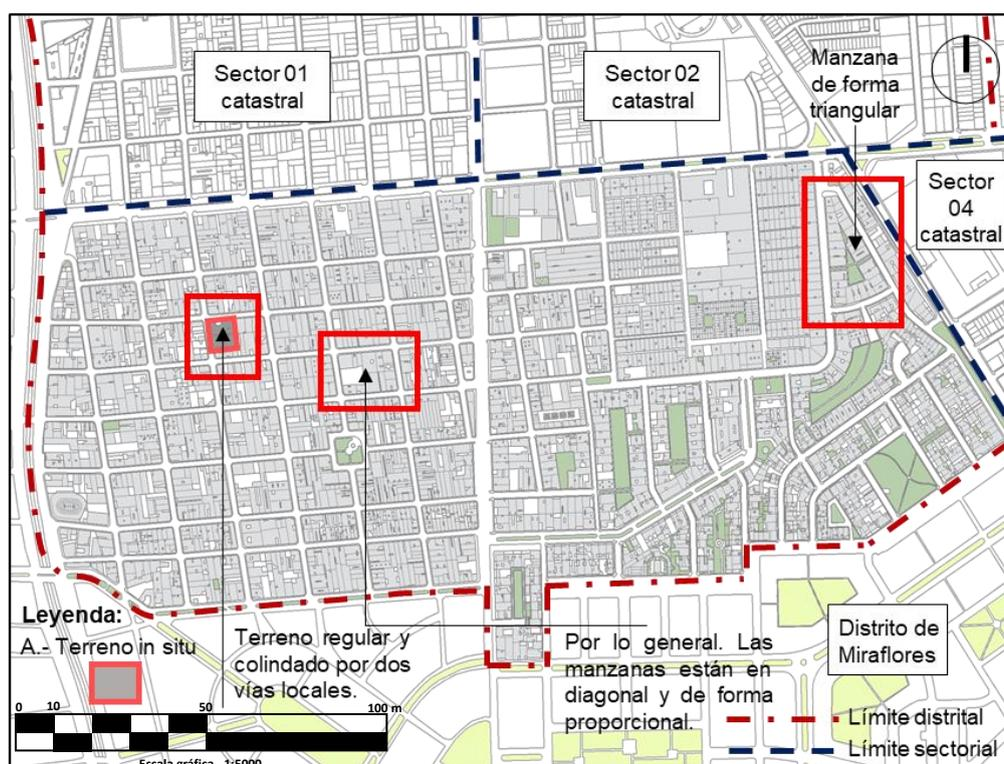 Sector 01
catastral
Sector 02
catastral
Manzana
de forma
triangular
Sector
04
catastral
Leyenda:
A.- Terreno in situ
Terreno regular y
colindado por dos
vías locales.
Por lo general. Las
manzanas están en
diagonal y de forma
proporcional.
Distrito de
Miraflores
Límite distrital
Límite sectorial
0 10 50 100 m
Escala gráfica 1:5000